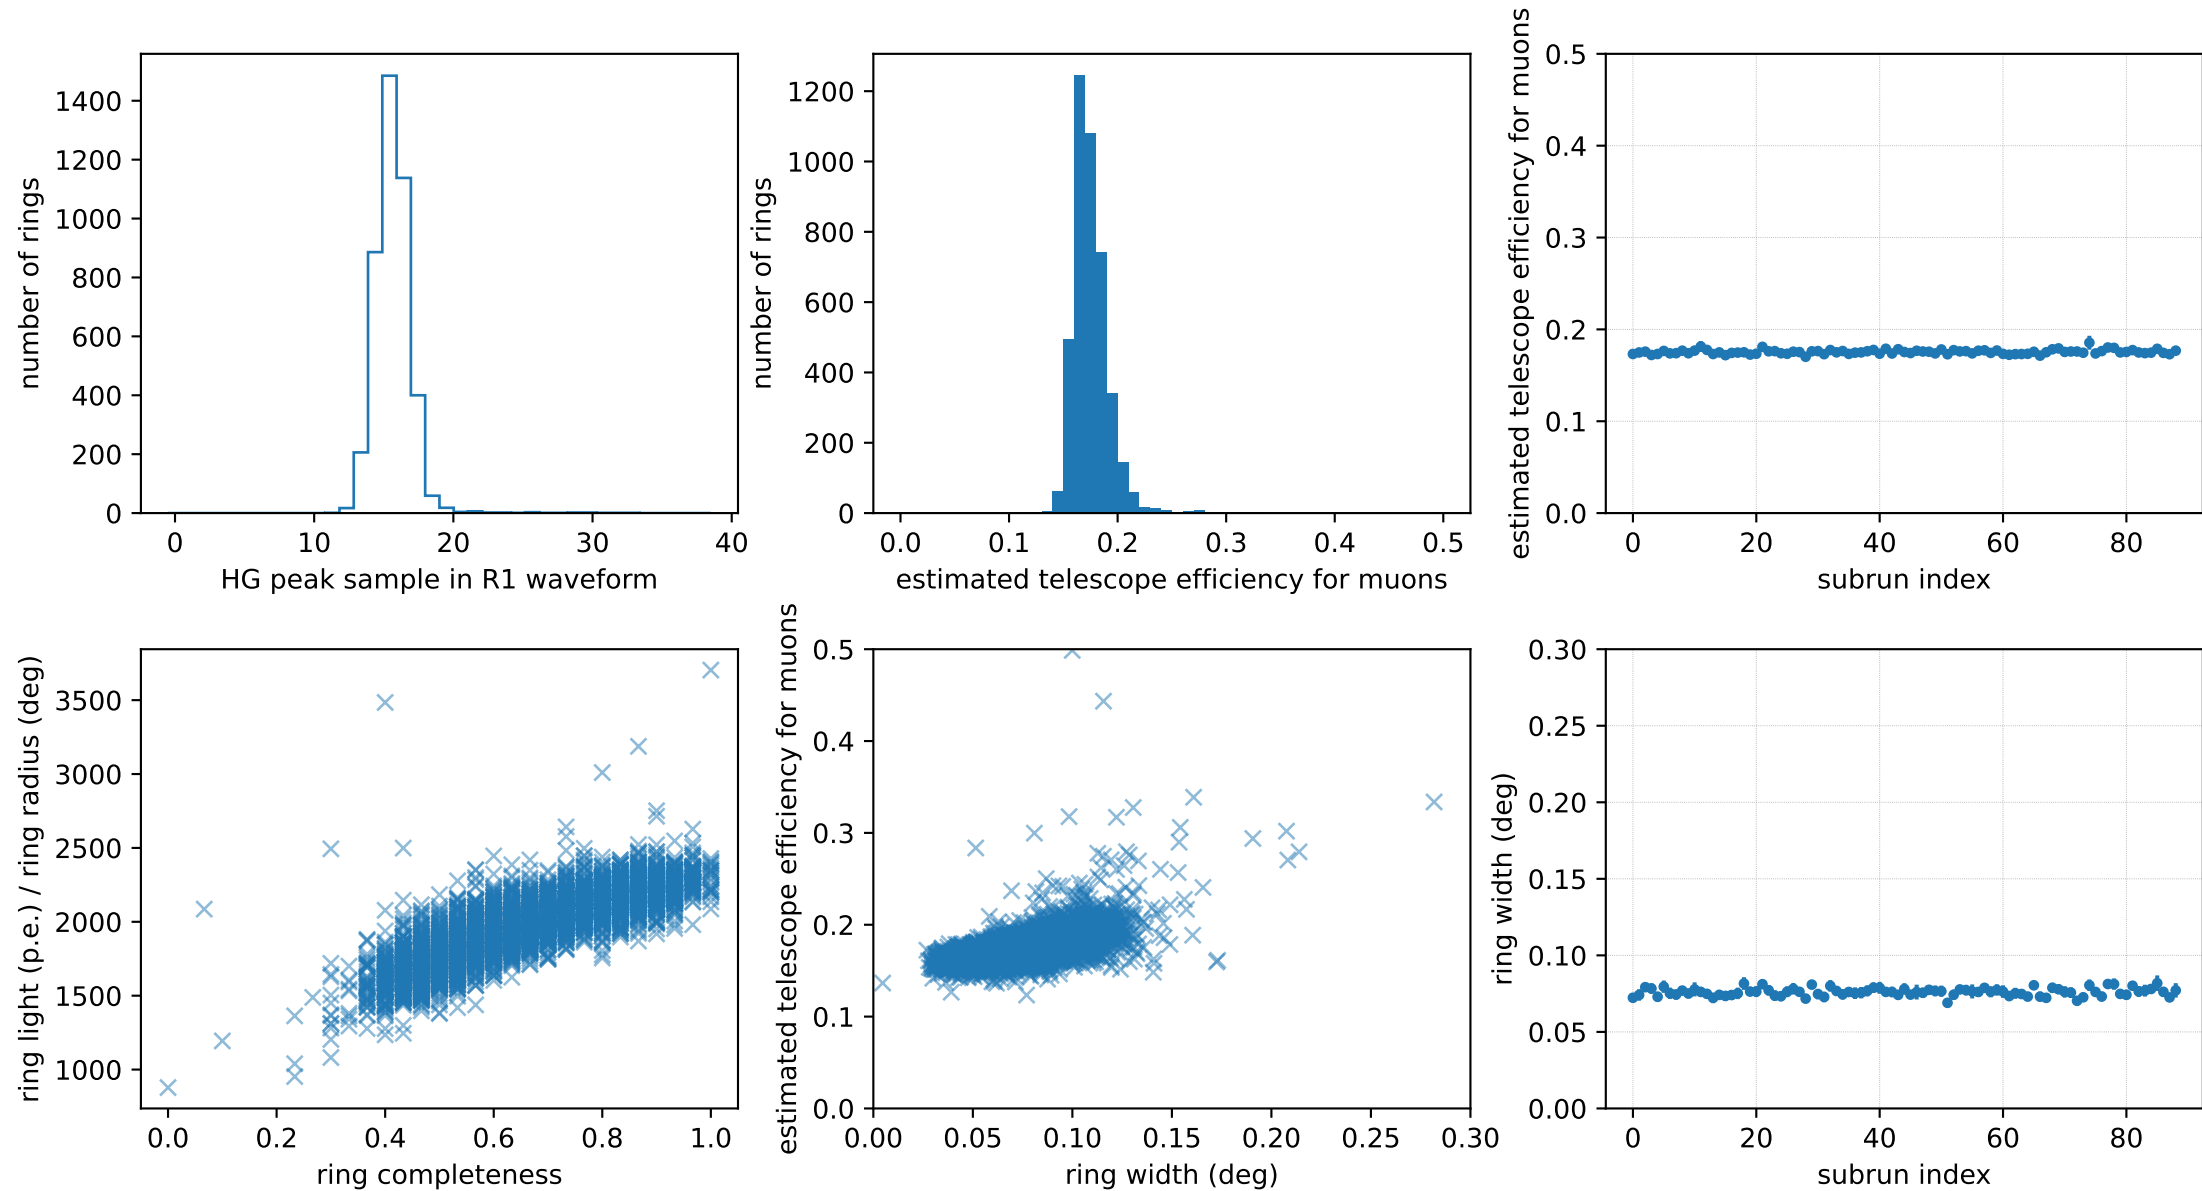 number of rings
1400
1200
1000
800
600
400
200
0
0 10 20 30 40
HG peak sample in R1 waveform
number of rings
1200
1000
800
600
400
200
0
0.0 0.1 0.2 0.3 0.4 0.5
estimated telescope efficiency for muons
estimated telescope efficiency for muons
0.5
0.4
0.3
0.2
0.1
0.0
0 20 40 60 80
subrun index
ring light (p.e.) / ring radius (deg)
3500
3000
2500
2000
1500
1000
0.0 0.2 0.4 0.6 0.8 1.0
ring completeness
estimated telescope efficiency for muons
0.5
0.4
0.3
0.2
0.1
0.0
0.00 0.05 0.10 0.15 0.20 0.25 0.30
ring width (deg)
ring width (deg)
0.30
0.25
0.20
0.15
0.10
0.05
0.00
0 20 40 60 80
subrun index